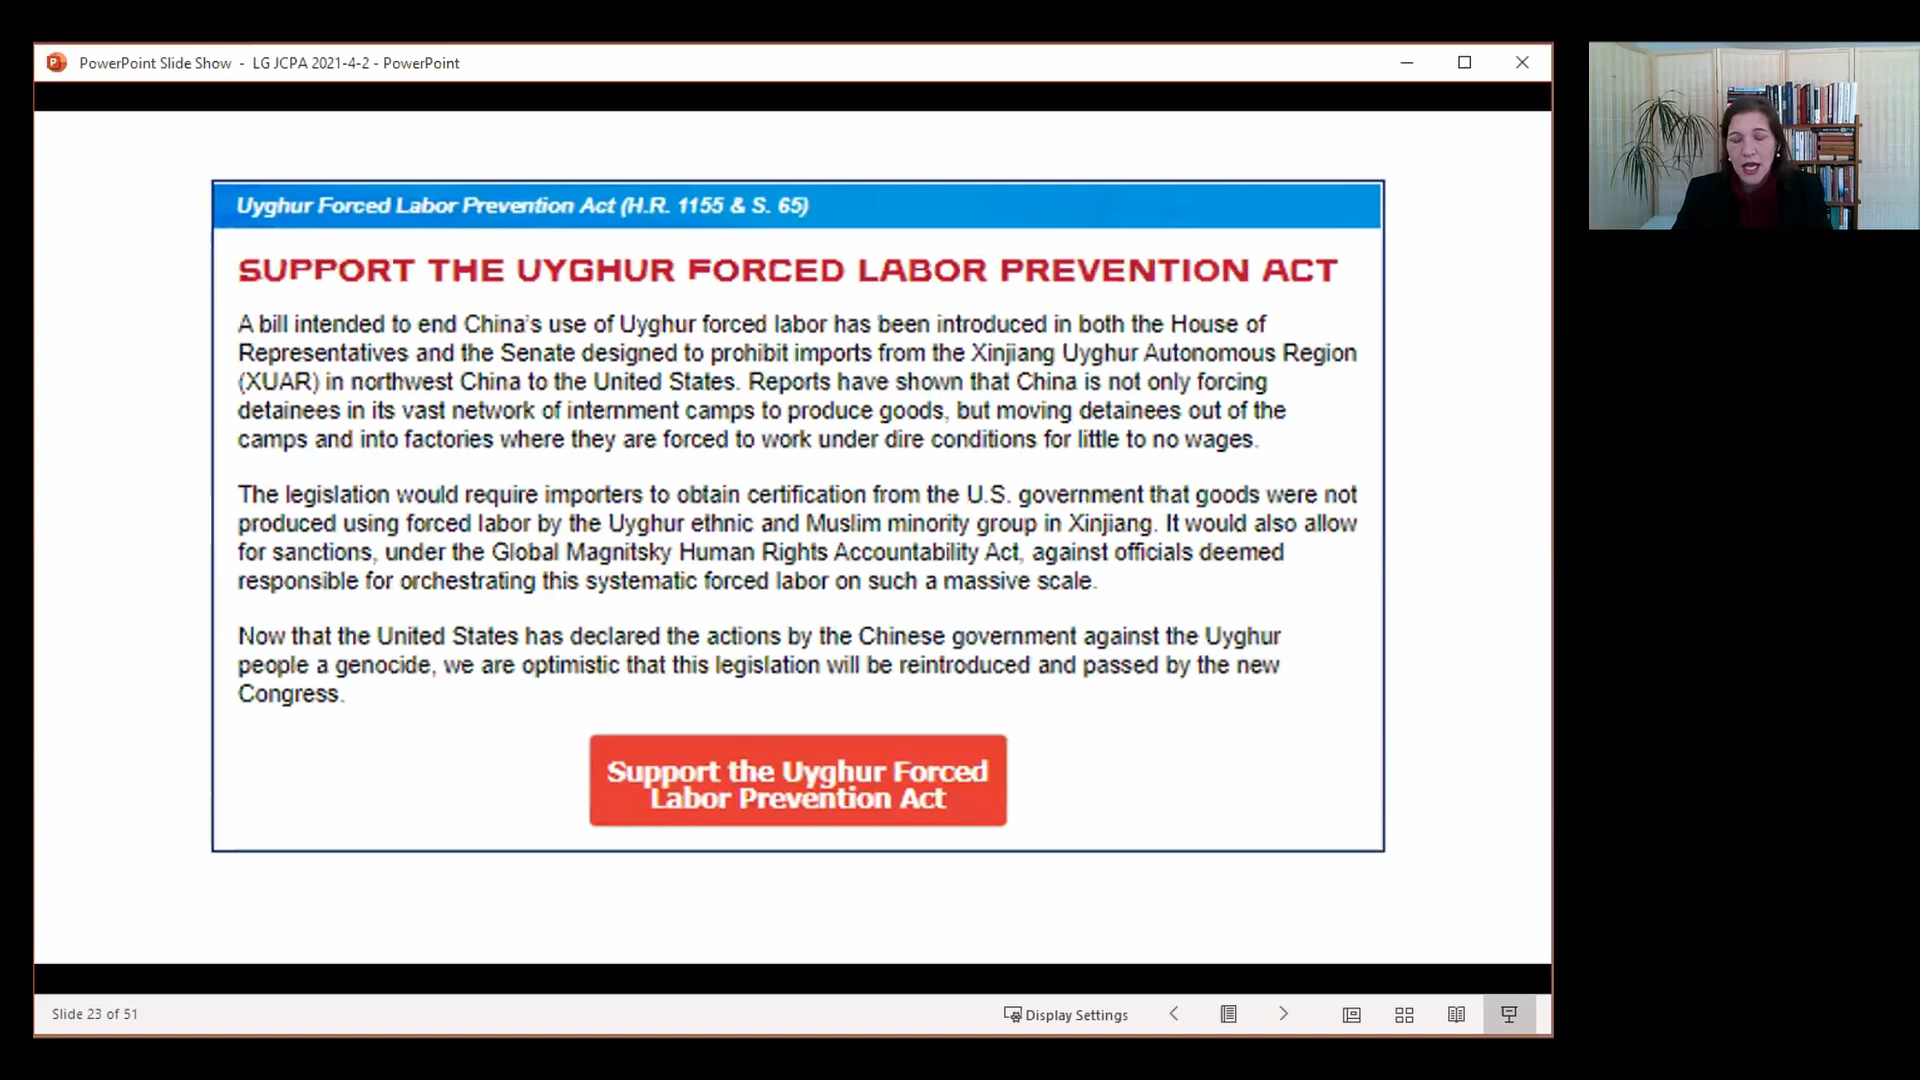 PowerPoint Slide Show - LG JCPA 2021-4-2 - PowerPoint
Uyghur Forced Labor Prevention Act (H.R. 1155 & S. 65)
SUPPORT THE UYGHUR FORCED LABOR PREVENTION ACT
A bill intended to end China's use of Uyghur forced labor has been introduced in both the House of
Representatives and the Senate designed to prohibit imports from the Xinjiang Uyghur Autonomous Region
(XUAR) in northwest China to the United States. Reports have shown that China is not only forcing
detainees in its vast network of internment camps to produce goods, but moving detainees out of the
camps and into factories where they are forced to work under dire conditions for little to no wages.
The legislation would require importers to obtain certification from the U.S. government that goods were not
produced using forced labor by the Uyghur ethnic and Muslim minority group in Xinjiang. It would also allow
for sanctions, under the Global Magnitsky Human Rights Accountability Act, against officials deemed
responsible for orchestrating this systematic forced labor on such a massive scale.
Now that the United States has declared the actions by the Chinese government against the Uyghur
people a genocide, we are optimistic that this legislation will be reintroduced and passed by the new
Congress.
Support the Uyghur Forced
Labor Prevention Act
Slide 23 of 51
Display Settings